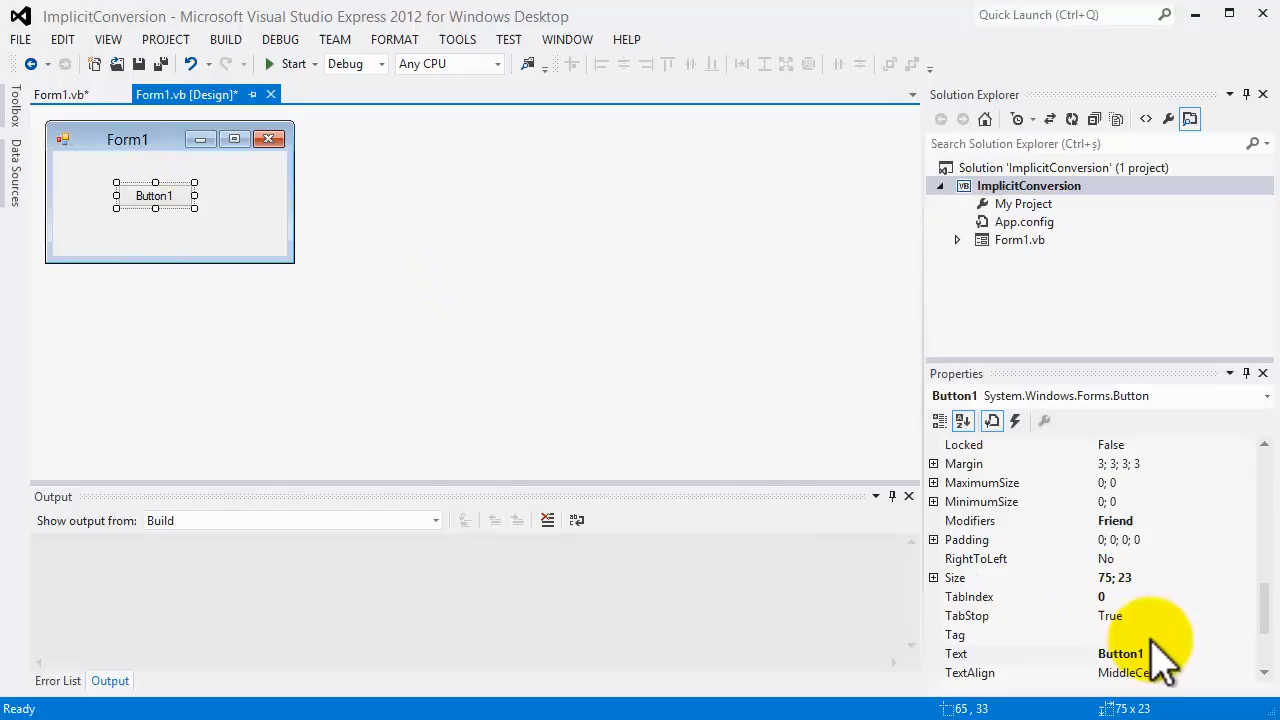 ImplicitConversion - Microsoft Visual Studio Express 2012 for Windows Desktop
Quick Launch (Ctrl+Q)
FILE EDIT VIEW PROJECT BUILD DEBUG TEAM FORMAT TOOLS TEST WINDOW HELP
Start Debug Any CPU
Toolbox
Data Sources
Form1.vb* Form1.vb [Design]*
Form1
Button1
Output
Show output from: Build
Error List Output
Solution Explorer
Search Solution Explorer (Ctrl+ş)
Solution 'ImplicitConversion' (1 project)
VB ImplicitConversion
My Project
App.config
Form1.vb
Properties
Button1 System.Windows.Forms.Button
Locked False
Margin 3; 3; 3; 3
MaximumSize 0; 0
MinimumSize 0; 0
Modifiers Friend
Padding 0; 0; 0; 0
RightToLeft No
Size 75; 23
TabIndex 0
TabStop True
Tag
Text Button1
TextAlign
Ready 65 , 33 75 x 23